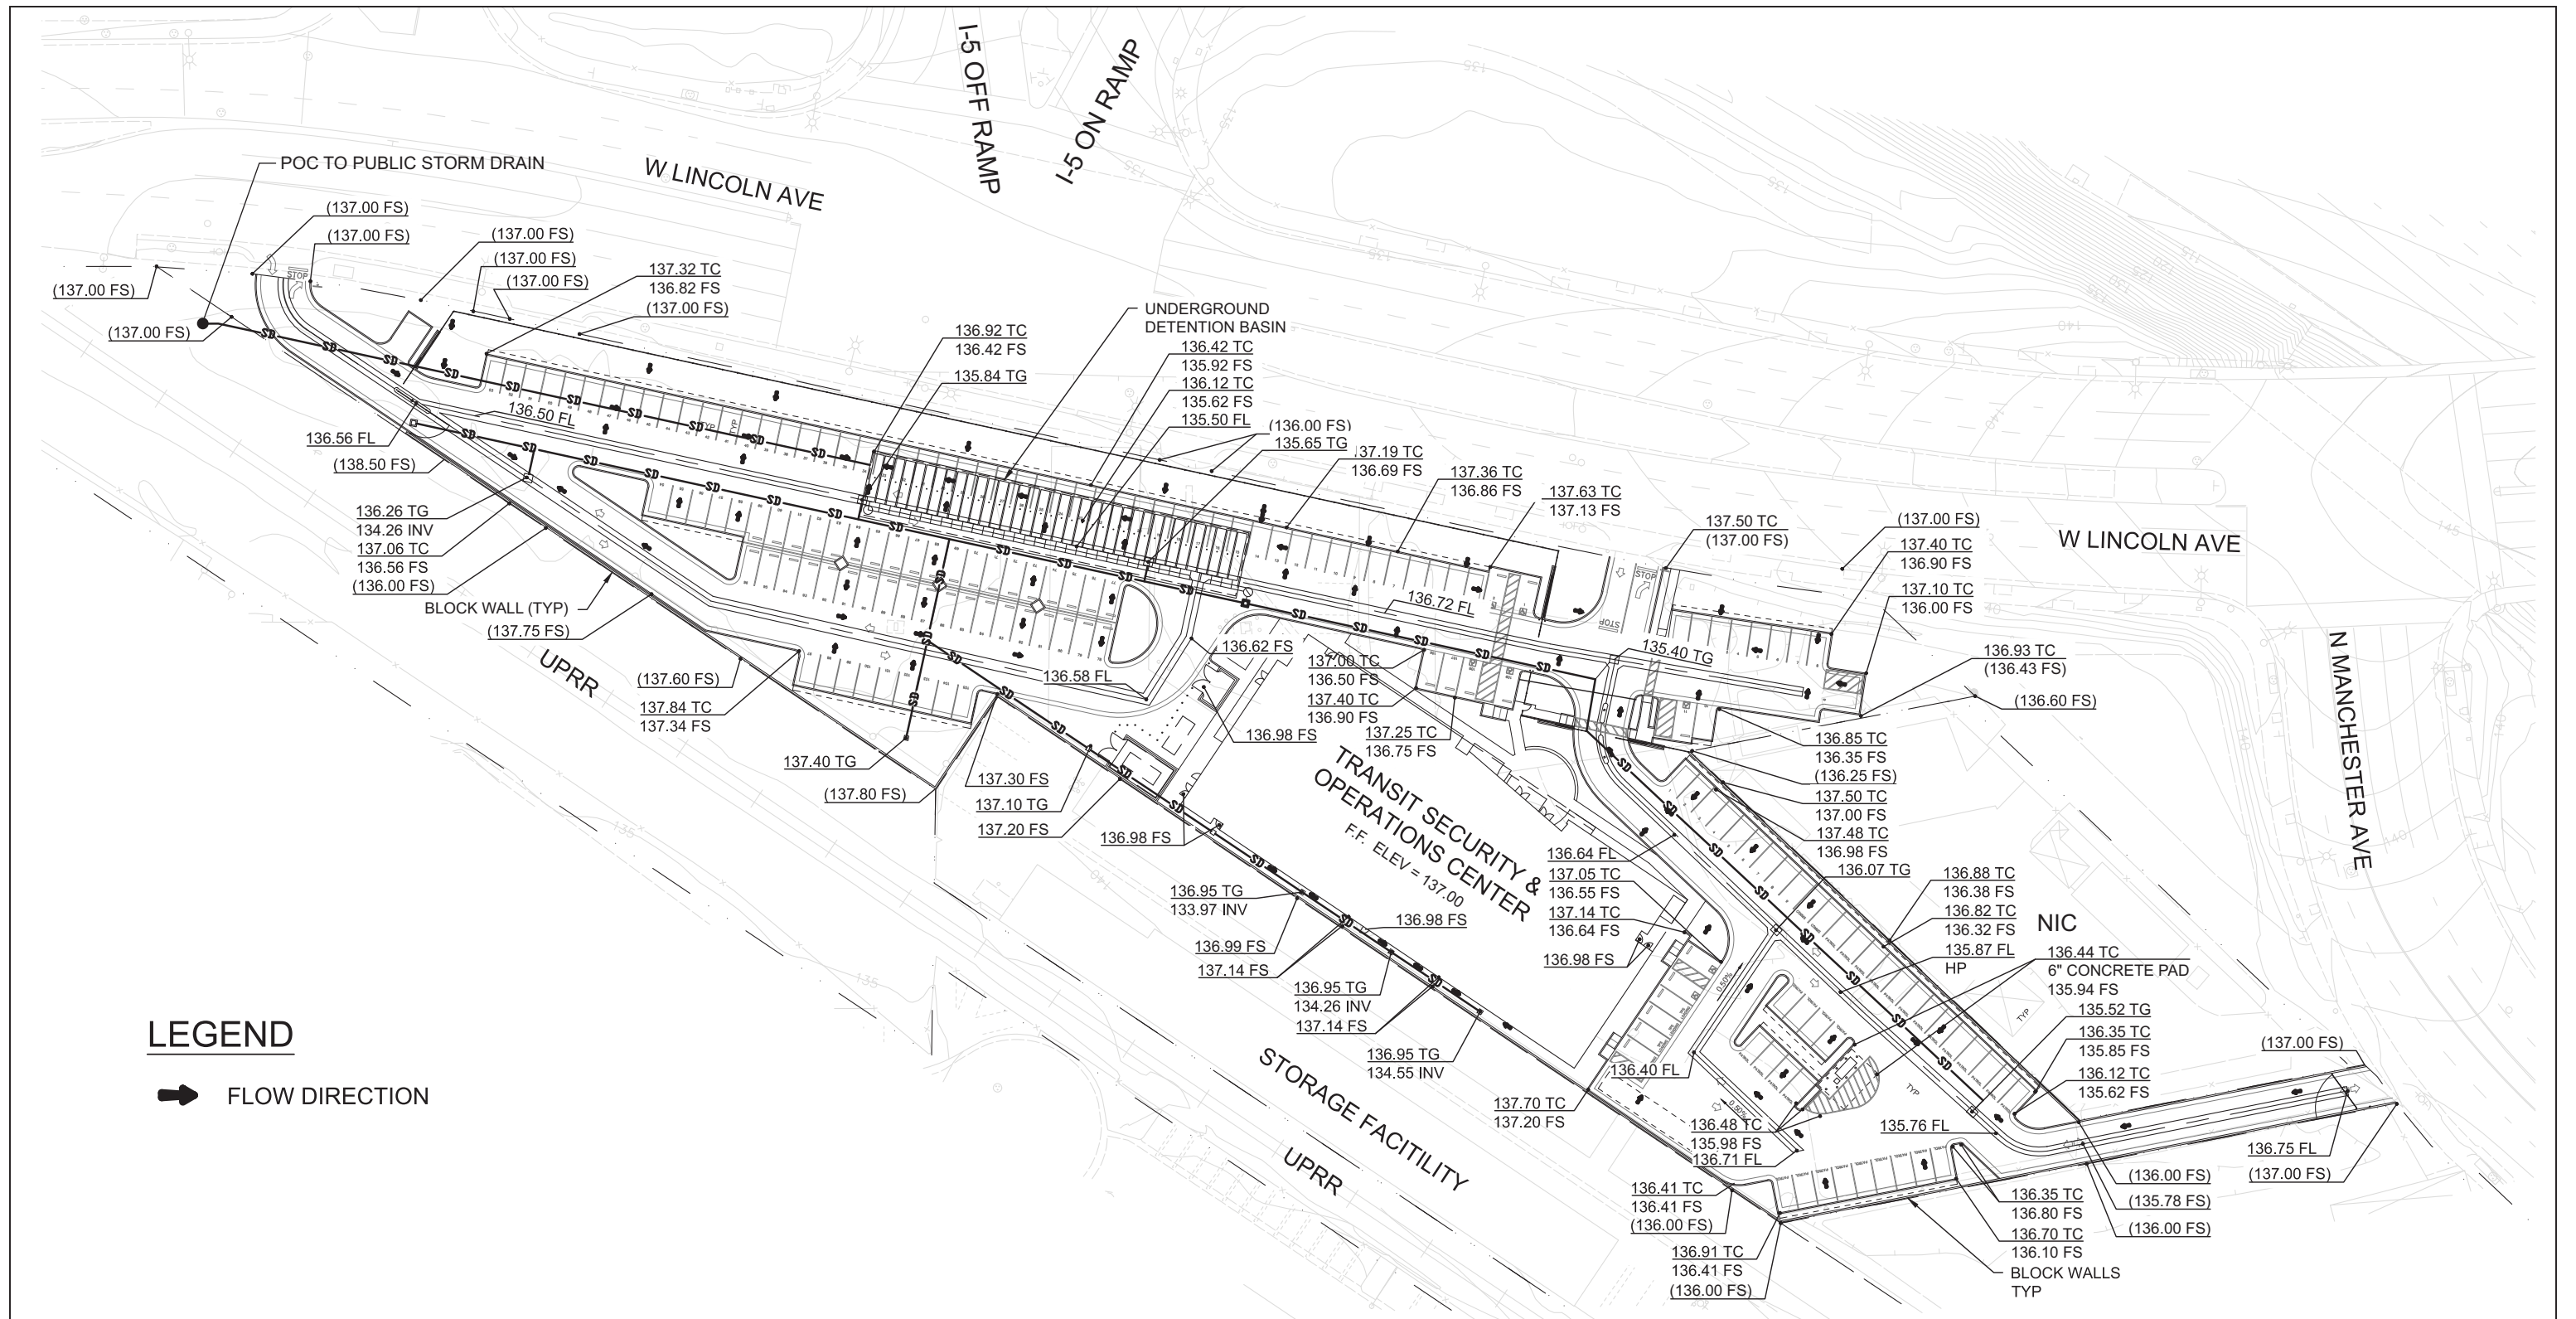 I-5 OFF RAMP
I-5 ON RAMP
W LINCOLN AVE
POC TO PUBLIC STORM DRAIN
(137.00 FS)
(137.00 FS)
(137.00 FS)
(137.00 FS)
(137.00 FS)
(137.00 FS)
(137.00 FS)
(137.00 FS)
137.32 TC
136.82 FS
STOP
136.50 FL
136.56 FL
(138.50 FS)
136.26 TG
134.26 INV
137.06 TC
136.56 FS
(136.00 FS)
BLOCK WALL (TYP)
(137.75 FS)
UPRR
(137.60 FS)
137.84 TC
137.34 FS
137.40 TG
(137.80 FS)
136.92 TC
136.42 FS
135.84 TG
UNDERGROUND
DETENTION BASIN
136.42 TC
135.92 FS
136.12 TC
135.62 FS
135.50 FL
(136.00 FS)
135.65 TG
137.19 TC
136.69 FS
137.36 TC
136.86 FS
137.63 TC
137.13 FS
137.50 TC
(137.00 FS)
STOP
STOP
(137.00 FS)
137.40 TC
136.90 FS
137.10 TC
136.00 FS
136.93 TC
(136.43 FS)
(136.60 FS)
W LINCOLN AVE
N MANCHESTER AVE
136.72 FL
135.40 TG
136.62 FS
136.58 FL
136.98 FS
137.00 TC
136.50 FS
137.40 TC
136.90 FS
137.25 TC
136.75 FS
137.30 FS
137.10 TG
137.20 FS
136.98 FS
TRANSIT SECURITY &
OPERATIONS CENTER
F.F. ELEV = 137.00
136.85 TC
136.35 FS
(136.25 FS)
137.50 TC
137.00 FS
137.48 TC
136.98 FS
136.07 TG
136.64 FL
137.05 TC
136.55 FS
137.14 TC
136.64 FS
136.98 FS
136.95 TG
133.97 INV
136.99 FS
137.14 FS
136.98 FS
136.95 TG
134.26 INV
137.14 FS
136.95 TG
134.55 INV
136.88 TC
136.38 FS
136.82 TC
136.32 FS
135.87 FL
HP
NIC
136.44 TC
6" CONCRETE PAD
135.94 FS
135.52 TG
136.35 TC
135.85 FS
136.12 TC
135.62 FS
TYP
TYP
0.50%
0.50%
136.40 FL
137.70 TC
137.20 FS
136.48 TC
135.98 FS
136.71 FL
135.76 FL
(137.00 FS)
136.75 FL
(137.00 FS)
(136.00 FS)
(135.78 FS)
(136.00 FS)
136.41 TC
136.41 FS
(136.00 FS)
136.91 TC
136.41 FS
(136.00 FS)
136.35 TC
136.80 FS
136.70 TC
136.10 FS
BLOCK WALLS
TYP
STORAGE FACITILITY
UPRR
LEGEND
FLOW DIRECTION